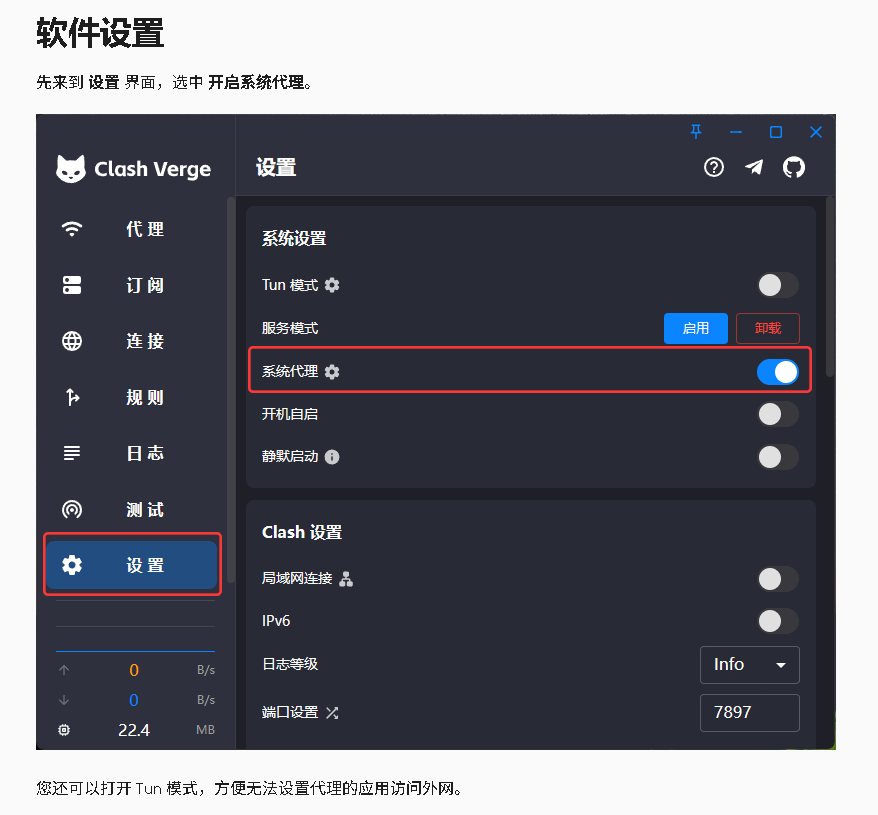 软件设置
先来到 设置 界面，选中 开启系统代理。
Clash Verge
设置
代理
订阅
连接
规则
日志
测试
设置
0 B/s
0 B/s
22.4 MB
系统设置
Tun 模式
服务模式 启用 卸载
系统代理
开机自启
静默启动
Clash 设置
局域网连接
IPv6
日志等级 Info
端口设置 7897
您还可以打开 Tun 模式，方便无法设置代理的应用访问外网。